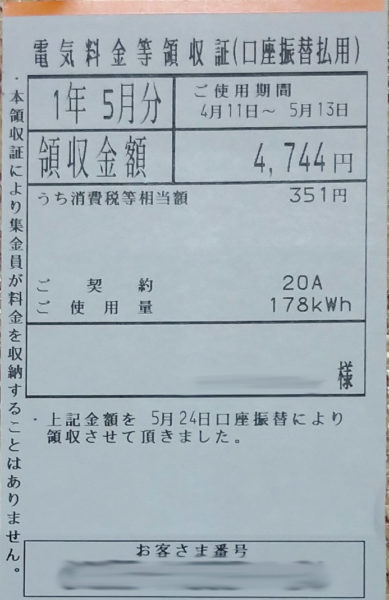 電気料金等領収証(口座振替払用)
1年 5月分
ご使用期間
4月11日～ 5月13日
領収金額
4,744円
うち消費税等相当額 351円
ご契約 20A
ご使用量 178kWh
様
・上記金額を 5月24日口座振替により
領収させて頂きました。
お客さま番号
・本領収証により集金員が料金を収納することはありません。